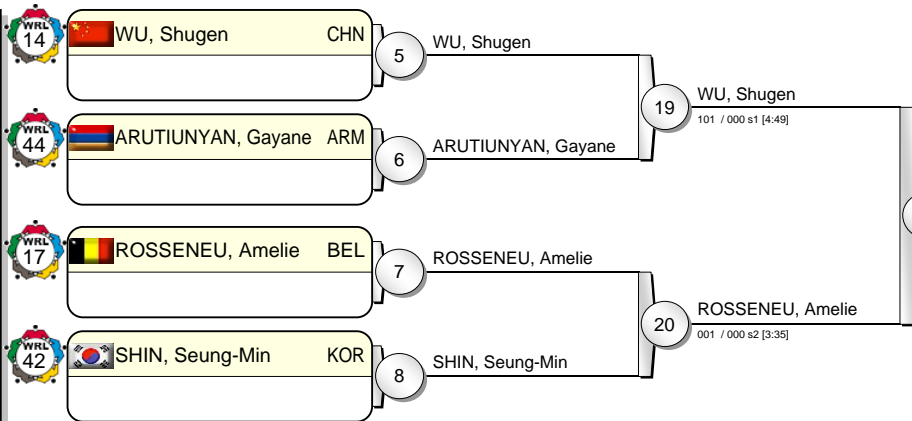 WRL
14
WU, Shugen CHN
5
WU, Shugen
19
WU, Shugen
101 / 000 s1 [4:49]
WRL
44
ARUTIUNYAN, Gayane ARM
6
ARUTIUNYAN, Gayane
WRL
17
ROSSENEU, Amelie BEL
7
ROSSENEU, Amelie
20
ROSSENEU, Amelie
001 / 000 s2 [3:35]
WRL
42
SHIN, Seung-Min KOR
8
SHIN, Seung-Min